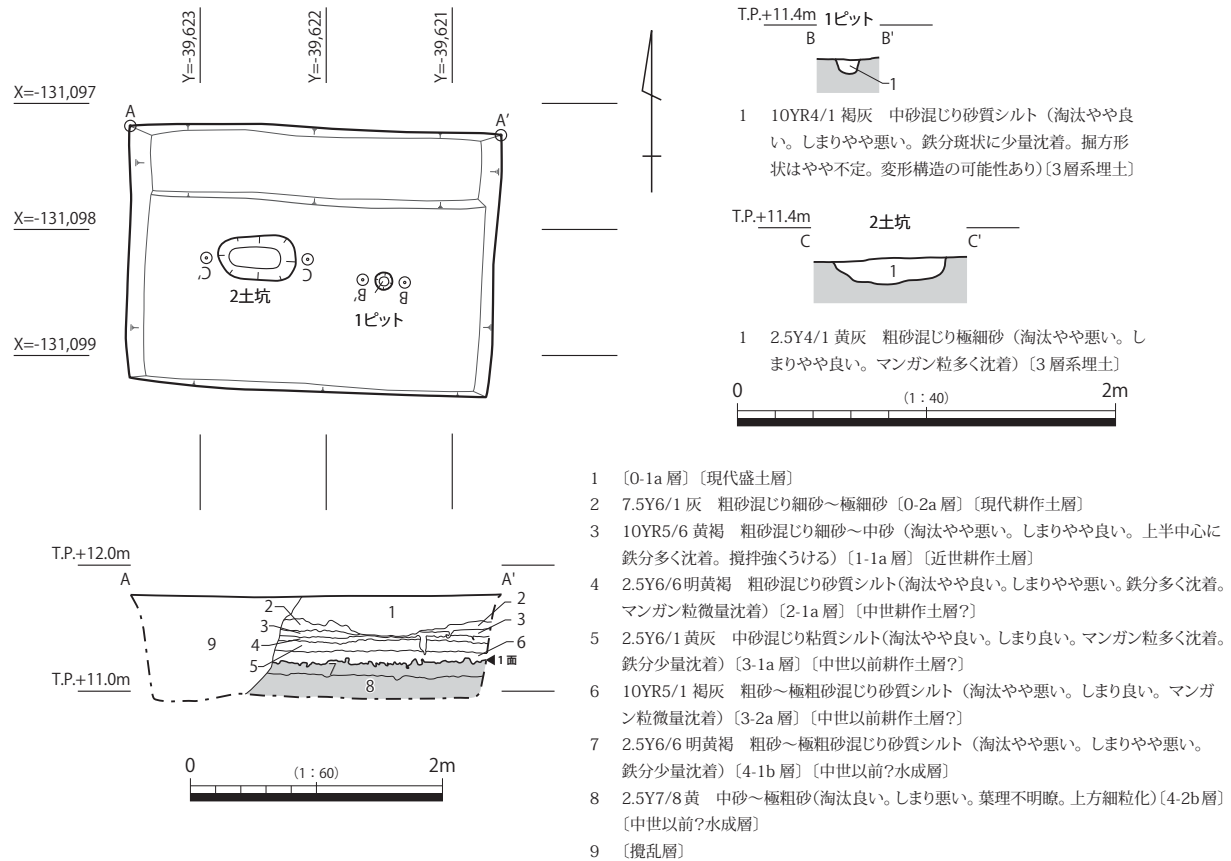 Y=-39,623
Y=-39,622
Y=-39,621
X=-131,097
A
A'
X=-131,098
C'
C
2土坑
B'
B
1ピット
X=-131,099
T.P.+11.4m 1ピット
B
B'
1
1 10YR4/1 褐灰 中砂混じり砂質シルト（淘汰やや良
い。しまりやや悪い。鉄分斑状に少量沈着。掘方形
状はやや不定。変形構造の可能性あり）〔3層系埋土〕
T.P.+11.4m 2土坑
C
C'
1
1 2.5Y4/1 黄灰 粗砂混じり極細砂（淘汰やや悪い。し
まりやや良い。マンガン粒多く沈着）〔3 層系埋土〕
0 （1：40） 2m
T.P.+12.0m
A
A'
2
3
4
5
9
1
2
3
6
◀1面
7
8
T.P.+11.0m
0 （1：60） 2m
1 〔0-1a 層〕〔現代盛土層〕
2 7.5Y6/1 灰 粗砂混じり細砂～極細砂〔0-2a 層〕〔現代耕作土層〕
3 10YR5/6 黄褐 粗砂混じり細砂～中砂（淘汰やや悪い。しまりやや良い。上半中心に
鉄分多く沈着。撹拌強くうける）〔1-1a 層〕〔近世耕作土層〕
4 2.5Y6/6明黄褐 粗砂混じり砂質シルト（淘汰やや良い。しまりやや悪い。鉄分多く沈着。
マンガン粒微量沈着）〔2-1a 層〕〔中世耕作土層?〕
5 2.5Y6/1黄灰 中砂混じり粘質シルト（淘汰やや良い。しまり良い。マンガン粒多く沈着。
鉄分少量沈着）〔3-1a 層〕〔中世以前耕作土層?〕
6 10YR5/1 褐灰 粗砂～極粗砂混じり砂質シルト（淘汰やや悪い。しまり良い。マンガ
ン粒微量沈着）〔3-2a 層〕〔中世以前耕作土層?〕
7 2.5Y6/6 明黄褐 粗砂～極粗砂混じり砂質シルト（淘汰やや悪い。しまりやや悪い。
鉄分少量沈着）〔4-1b 層〕〔中世以前?水成層〕
8 2.5Y7/8黄 中砂～極粗砂（淘汰良い。しまり悪い。葉理不明瞭。上方細粒化）〔4-2b層〕
〔中世以前?水成層〕
9 〔攪乱層〕